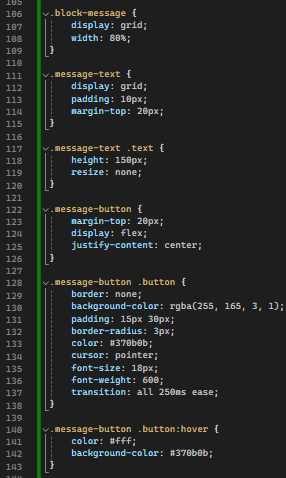 105
106 .block-message {
107 display: grid;
108 width: 80%;
109 }
110
111 .message-text {
112 display: grid;
113 padding: 10px;
114 margin-top: 20px;
115 }
116
117 .message-text .text {
118 height: 150px;
119 resize: none;
120 }
121
122 .message-button {
123 margin-top: 20px;
124 display: flex;
125 justify-content: center;
126 }
127
128 .message-button .button {
129 border: none;
130 background-color: rgba(255, 165, 3, 1);
131 padding: 15px 30px;
132 border-radius: 3px;
133 color: #370b0b;
134 cursor: pointer;
135 font-size: 18px;
136 font-weight: 600;
137 transition: all 250ms ease;
138 }
139
140 .message-button .button:hover {
141 color: #fff;
142 background-color: #370b0b;
143 }